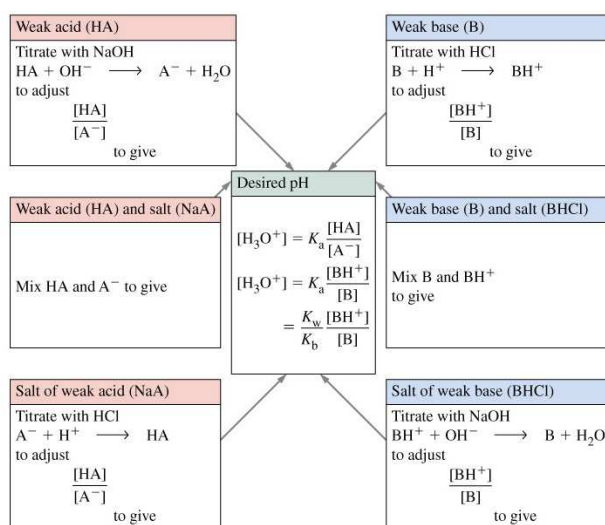 Weak acid (HA)
Titrate with NaOH
HA + OH⁻ ⟶ A⁻ + H₂O
to adjust
[HA]
[A⁻]
to give
Weak base (B)
Titrate with HCl
B + H⁺ ⟶ BH⁺
to adjust
[BH⁺]
[B]
to give
Weak acid (HA) and salt (NaA)
Mix HA and A⁻ to give
Desired pH
[H₃O⁺] = Kₐ [HA]/[A⁻]
[H₃O⁺] = Kₐ [BH⁺]/[B]
= K_w/K_b [BH⁺]/[B]
Weak base (B) and salt (BHCl)
Mix B and BH⁺
to give
Salt of weak acid (NaA)
Titrate with HCl
A⁻ + H⁺ ⟶ HA
to adjust
[HA]
[A⁻]
to give
Salt of weak base (BHCl)
Titrate with NaOH
BH⁺ + OH⁻ ⟶ B + H₂O
to adjust
[BH⁺]
[B]
to give